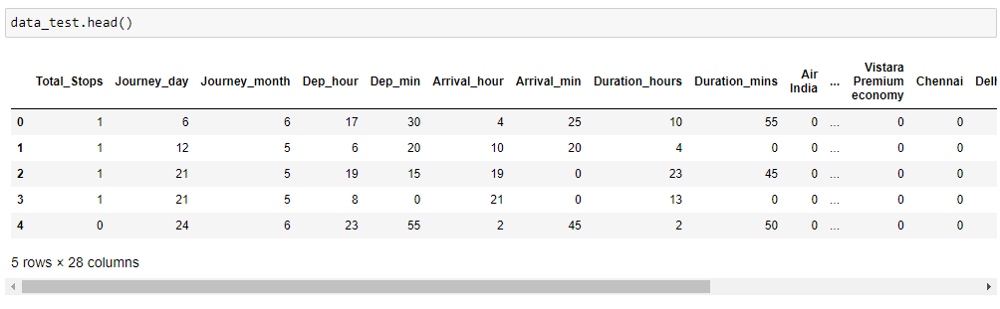 data_test.head()
Total_Stops Journey_day Journey_month Dep_hour Dep_min Arrival_hour Arrival_min Duration_hours Duration_mins Air India ... Vistara Premium economy Chennai Delh
0 1 6 6 17 30 4 25 10 55 0 ... 0 0
1 1 12 5 6 20 10 20 4 0 0 ... 0 0
2 1 21 5 19 15 19 0 23 45 0 ... 0 0
3 1 21 5 8 0 21 0 13 0 0 ... 0 0
4 0 24 6 23 55 2 45 2 50 0 ... 0 0
5 rows × 28 columns